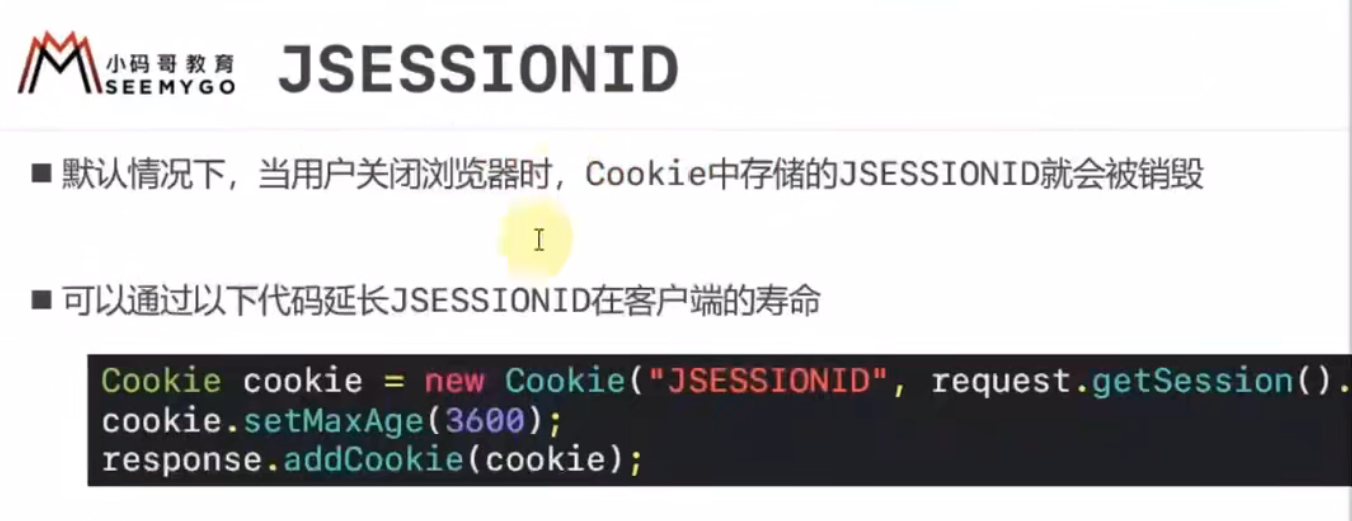 小码哥教育
SEEMYGO
JSESSIONID
■ 默认情况下，当用户关闭浏览器时，Cookie中存储的JSESSIONID就会被销毁
■ 可以通过以下代码延长JSESSIONID在客户端的寿命
Cookie cookie = new Cookie("JSESSIONID", request.getSession().
cookie.setMaxAge(3600);
response.addCookie(cookie);